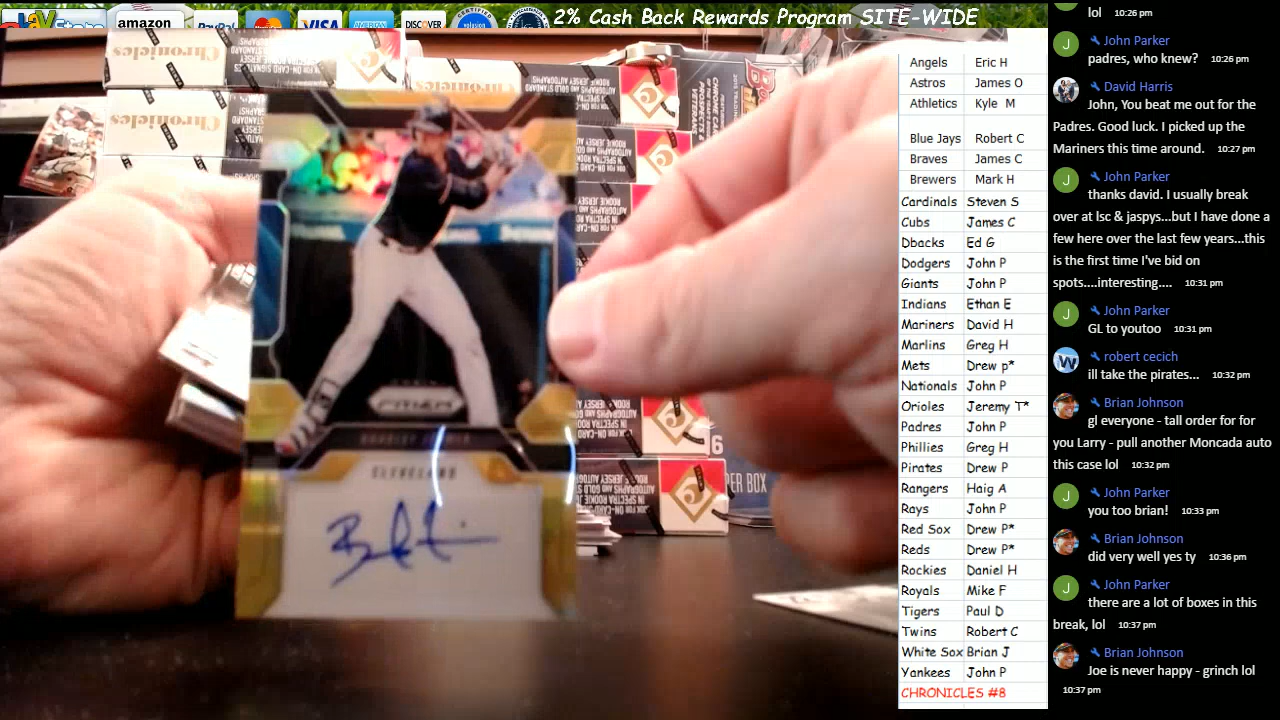 2% Cash Back Rewards Program SITE-WIDE
amazon
PayPal
VISA
AMERICAN
DISCOVER
CERTIFIED
Chronicles
Chronicles
PRIZM
CLEVELAND
PER BOX
Angels Eric H
Astros James O
Athletics Kyle M
Blue Jays Robert C
Braves James C
Brewers Mark H
Cardinals Steven S
Cubs James C
Dbacks Ed G
Dodgers John P
Giants John P
Indians Ethan E
Mariners David H
Marlins Greg H
Mets Drew p*
Nationals John P
Orioles Jeremy T*
Padres John P
Phillies Greg H
Pirates Drew P
Rangers Haig A
Rays John P
Red Sox Drew P*
Reds Drew P*
Rockies Daniel H
Royals Mike F
Tigers Paul D
Twins Robert C
White Sox Brian J
Yankees John P
CHRONICLES #8
lol 10:26 pm
John Parker
padres, who knew? 10:26 pm
David Harris
John, You beat me out for the
Padres. Good luck. I picked up the
Mariners this time around. 10:27 pm
John Parker
thanks david. I usually break
over at lsc & jaspys...but I have done a
few here over the last few years...this
is the first time I've bid on
spots....interesting.... 10:31 pm
John Parker
GL to youtoo 10:31 pm
robert cecich
ill take the pirates... 10:32 pm
Brian Johnson
gl everyone - tall order for for
you Larry - pull another Moncada auto
this case lol 10:32 pm
John Parker
you too brian! 10:33 pm
Brian Johnson
did very well yes ty 10:36 pm
John Parker
there are a lot of boxes in this
break, lol 10:37 pm
Brian Johnson
Joe is never happy - grinch lol
10:37 pm